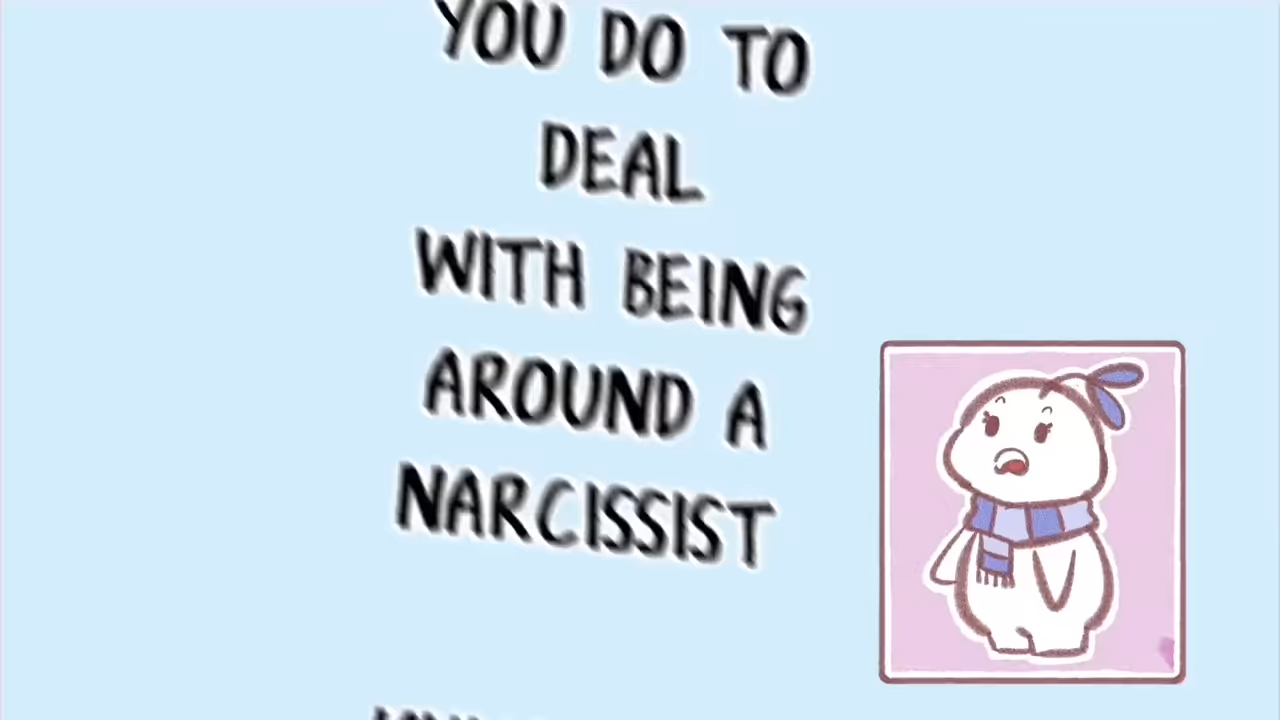 YOU DO TO
DEAL
WITH BEING
AROUND A
NARCISSIST